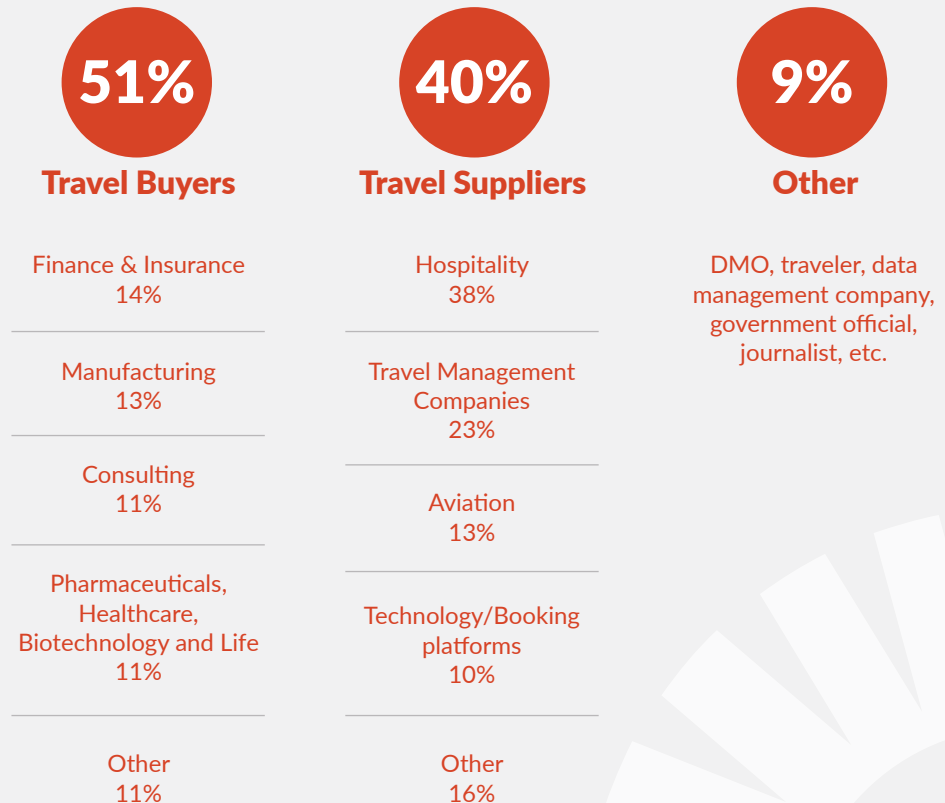 51%
Travel Buyers
Finance & Insurance
14%
Manufacturing
13%
Consulting
11%
Pharmaceuticals,
Healthcare,
Biotechnology and Life
11%
Other
11%
40%
Travel Suppliers
Hospitality
38%
Travel Management
Companies
23%
Aviation
13%
Technology/Booking
platforms
10%
Other
16%
9%
Other
DMO, traveler, data
management company,
government official,
journalist, etc.